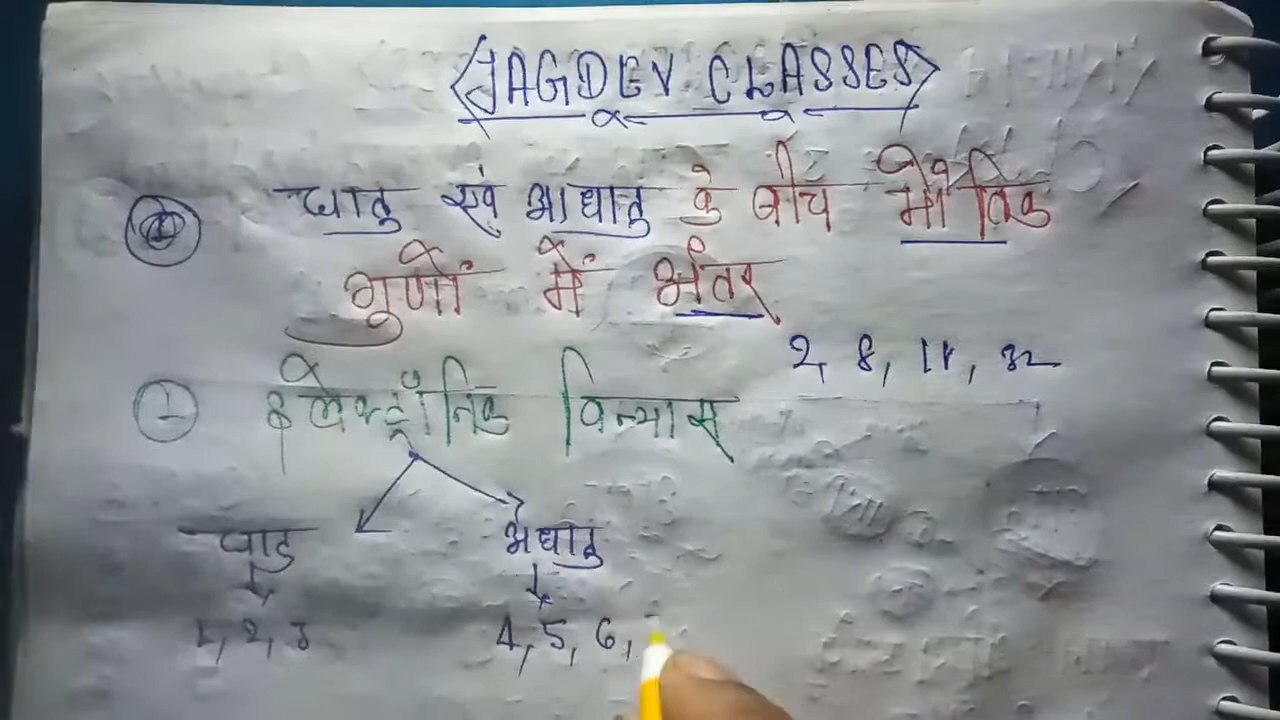 JAGDEV CLASSES
धातु एवं अधातु के बीच भौतिक
गुणों में अंतर
2, 8, 18, 32
1 इलेक्ट्रॉनिक विन्यास
धातु अधातु
1, 2, 3 4, 5, 6,